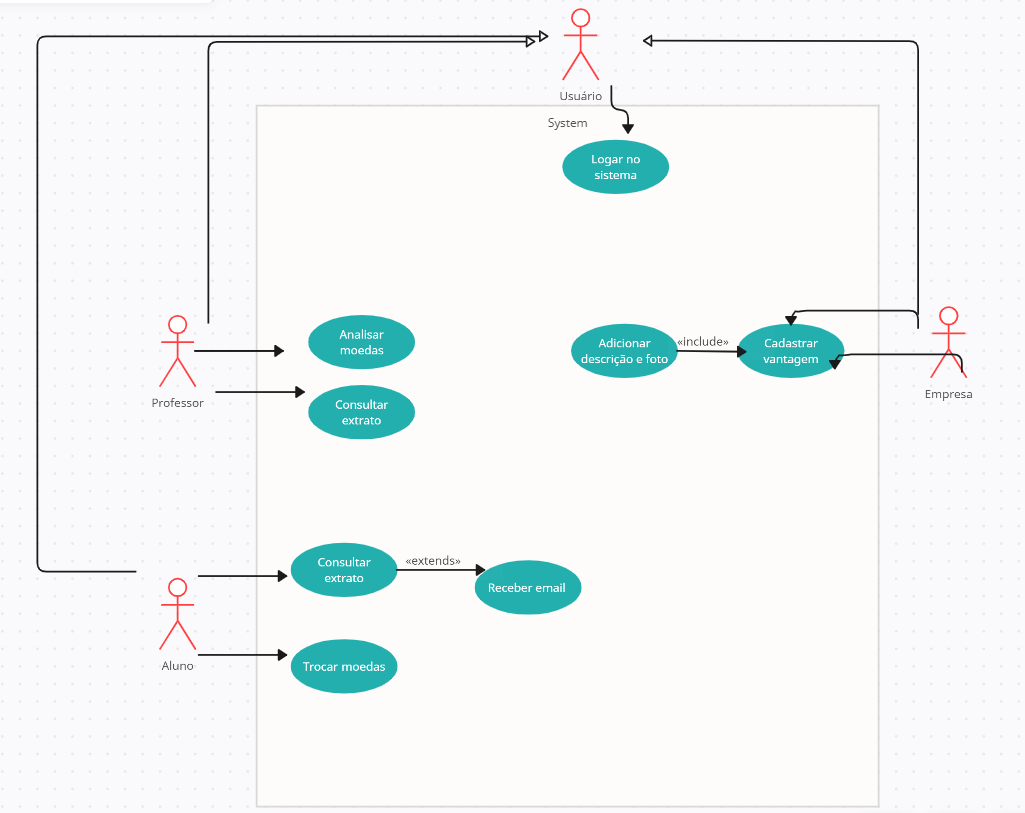 Usuário
System
Logar no
sistema
Analisar
moedas
Professor
Consultar
extrato
Adicionar
descrição e foto
«include»
Cadastrar
vantagem
Empresa
Consultar
extrato
«extends»
Receber email
Aluno
Trocar moedas